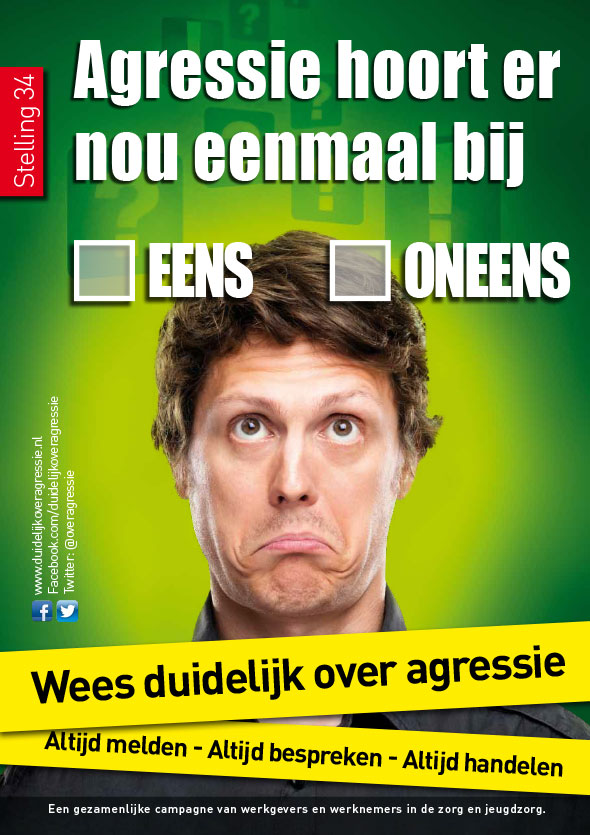 Stelling 34
Agressie hoort er
nou eenmaal bij
EENS
ONEENS
www.duidelijkoveragressie.nl
Facebook.com/duidelijkoveragressie
Twitter: @overagressie
Wees duidelijk over agressie
Altijd melden - Altijd bespreken - Altijd handelen
Een gezamenlijke campagne van werkgevers en werknemers in de zorg en jeugdzorg.